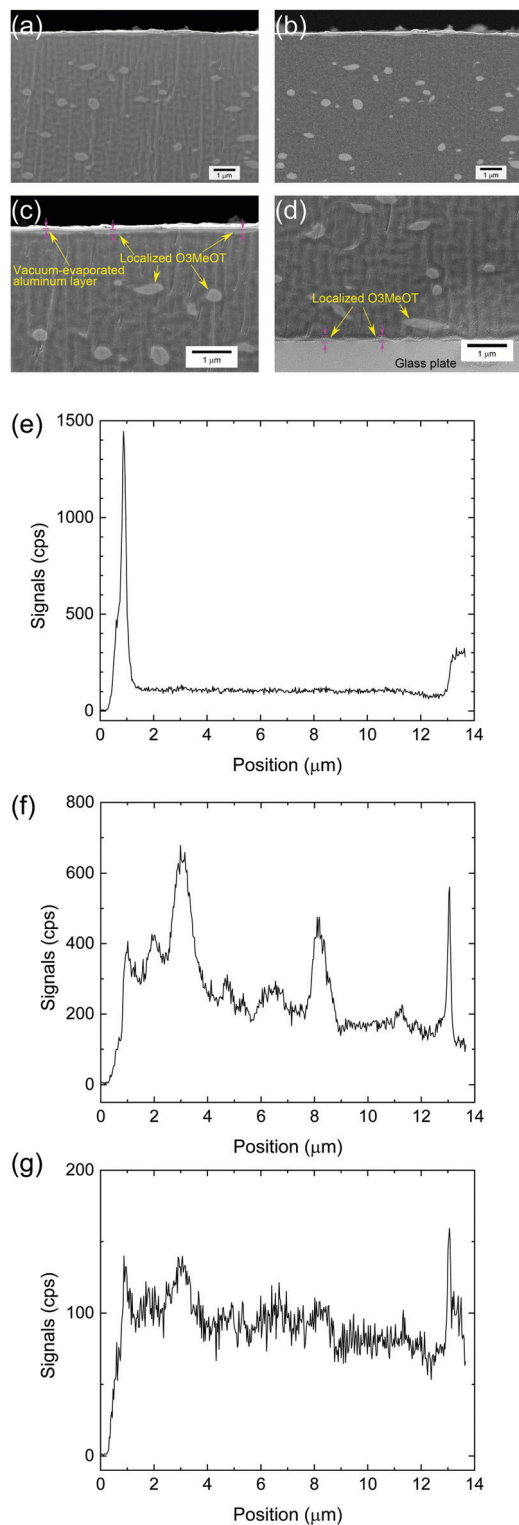 (a)
(b)
1 μm
1 μm
(c)
(d)
Vacuum-evaporated
aluminum layer
Localized O3MeOT
1 μm
Localized O3MeOT
Glass plate
1 μm
(e)
1500
1000
500
0
Signals (cps)
0 2 4 6 8 10 12 14
Position (μm)
(f)
800
600
400
200
0
Signals (cps)
0 2 4 6 8 10 12 14
Position (μm)
(g)
200
150
100
50
0
Signals (cps)
0 2 4 6 8 10 12 14
Position (μm)